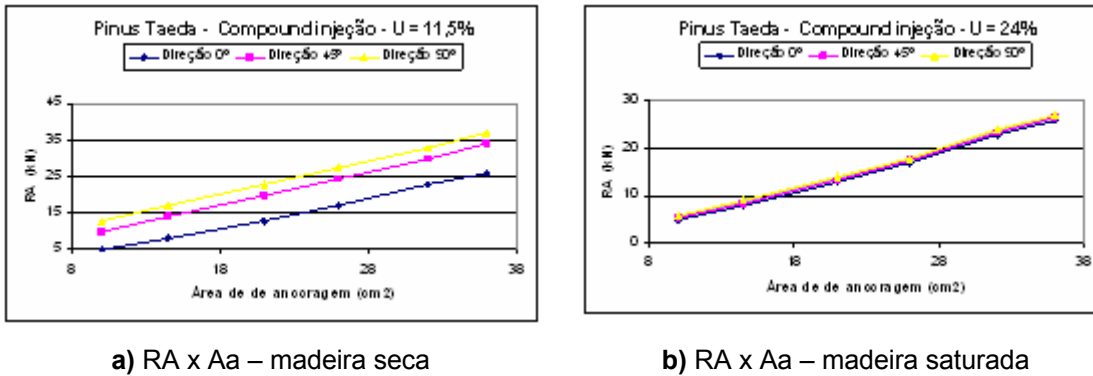 Pinus Taeda - Compound injeção - U = 11,5%
Direção 0º Direção 45º Direção 90º
RA (kN)
45
35
25
15
5
8 18 28 38
Área de de ancoragem (cm2)
a) RA x Aa – madeira seca
Pinus Taeda - Compound injeção - U = 24%
Direção 0º Direção 45º Direção 90º
RA (kN)
30
20
10
0
8 18 28 38
Área de de ancoragem (cm2)
b) RA x Aa – madeira saturada